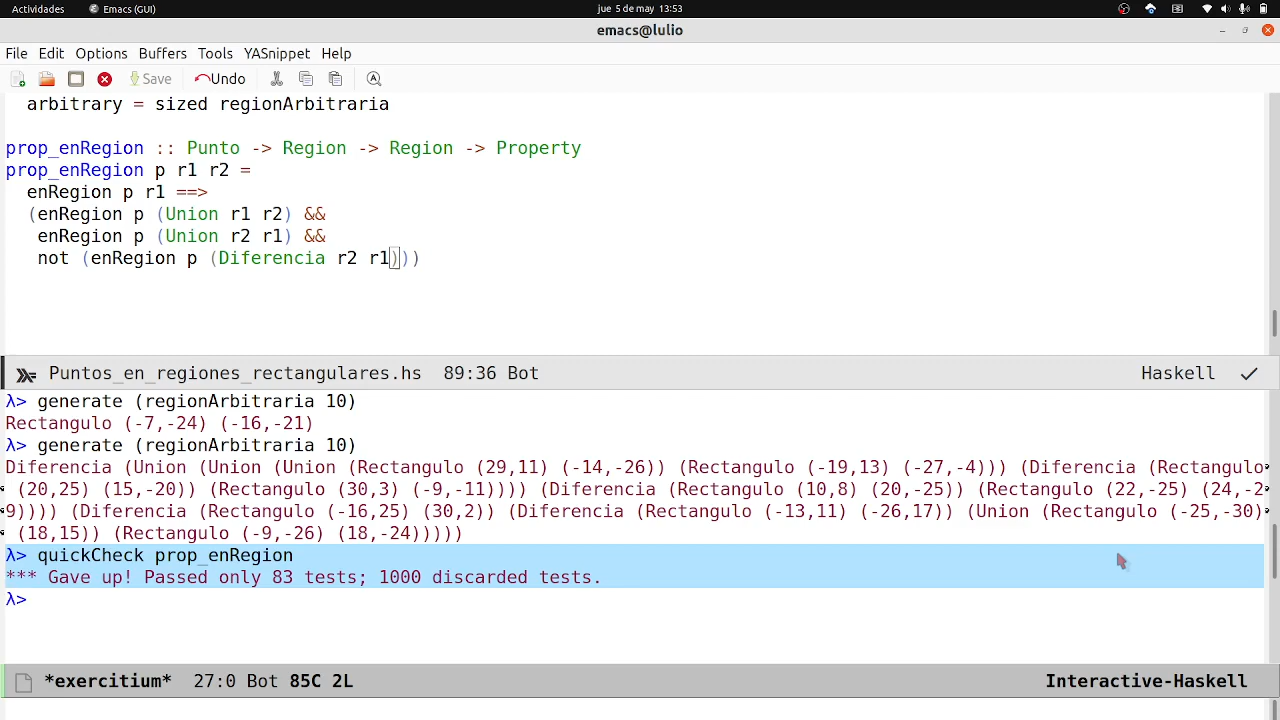 Actividades Emacs (GUI) jue 5 de may 13:53
emacs@lulio
File Edit Options Buffers Tools YASnippet Help
Save Undo
arbitrary = sized regionArbitraria
prop_enRegion :: Punto -> Region -> Region -> Property
prop_enRegion p r1 r2 =
enRegion p r1 ==>
(enRegion p (Union r1 r2) &&
enRegion p (Union r2 r1) &&
not (enRegion p (Diferencia r2 r1)))
Puntos_en_regiones_rectangulares.hs 89:36 Bot Haskell
λ> generate (regionArbitraria 10)
Rectangulo (-7,-24) (-16,-21)
λ> generate (regionArbitraria 10)
Diferencia (Union (Union (Union (Rectangulo (29,11) (-14,-26)) (Rectangulo (-19,13) (-27,-4))) (Diferencia (Rectangulo
(20,25) (15,-20)) (Rectangulo (30,3) (-9,-11)))) (Diferencia (Rectangulo (10,8) (20,-25)) (Rectangulo (22,-25) (24,-2
9)))) (Diferencia (Diferencia (Rectangulo (-16,25) (30,2)) (Diferencia (Rectangulo (-13,11) (-26,17)) (Union (Rectangulo (-25,-30)
(18,15)) (Rectangulo (-9,-26) (18,-24)))))
λ> quickCheck prop_enRegion
*** Gave up! Passed only 83 tests; 1000 discarded tests.
λ>
*exercitium* 27:0 Bot 85C 2L Interactive-Haskell